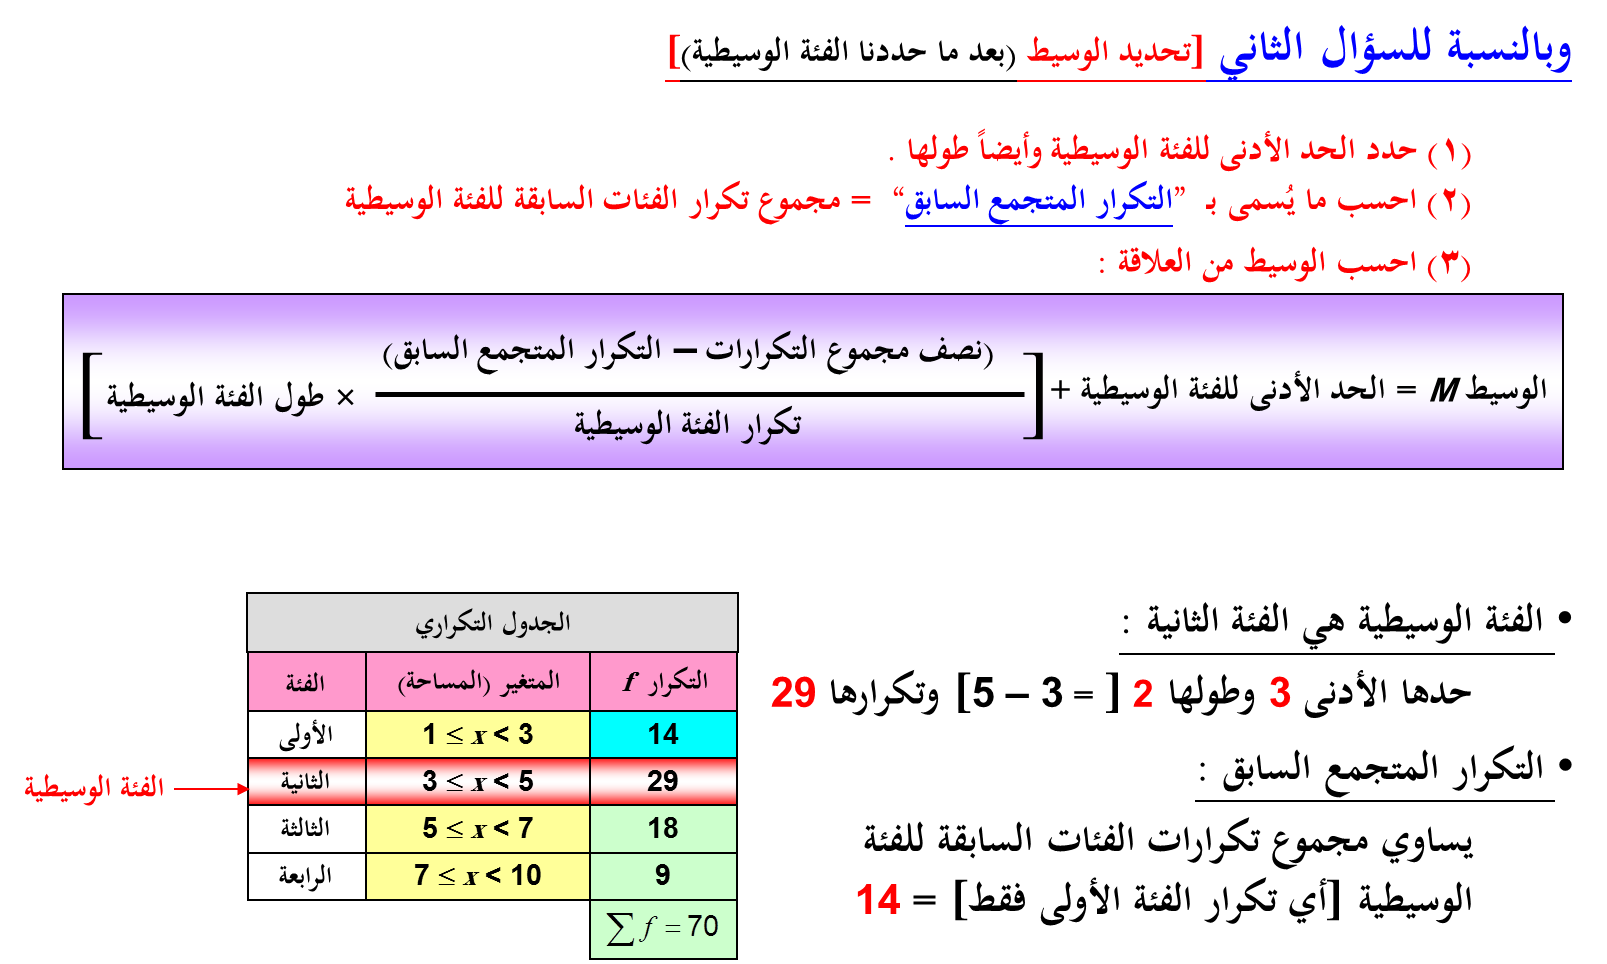 وبالنسبة للسؤال الثاني [تحديد الوسيط (بعد ما حددنا الفئة الوسيطية)]
(١) حدد الحد الأدنى للفئة الوسيطية وأيضاً طولها .
(٢) احسب ما يُسمى بـ ”التكرار المتجمع السابق“ = مجموع تكرار الفئات السابقة للفئة الوسيطية
(٣) احسب الوسيط من العلاقة :
(نصف مجموع التكرارات – التكرار المتجمع السابق)
الوسيط M = الحد الأدنى للفئة الوسيطية + [ × طول الفئة الوسيطية ]
تكرار الفئة الوسيطية
• الفئة الوسيطية هي الفئة الثانية :
حدها الأدنى 3 وطولها 2 [ = 3 – 5] وتكرارها 29
• التكرار المتجمع السابق :
يساوي مجموع تكرارات الفئات السابقة للفئة
الوسيطية [أي تكرار الفئة الأولى فقط] = 14
الجدول التكراري
التكرار f المتغير (المساحة) الفئة
14 1 ≤ x < 3 الأولى
29 3 ≤ x < 5 الثانية
18 5 ≤ x < 7 الثالثة
9 7 ≤ x < 10 الرابعة
∑ f = 70
الفئة الوسيطية